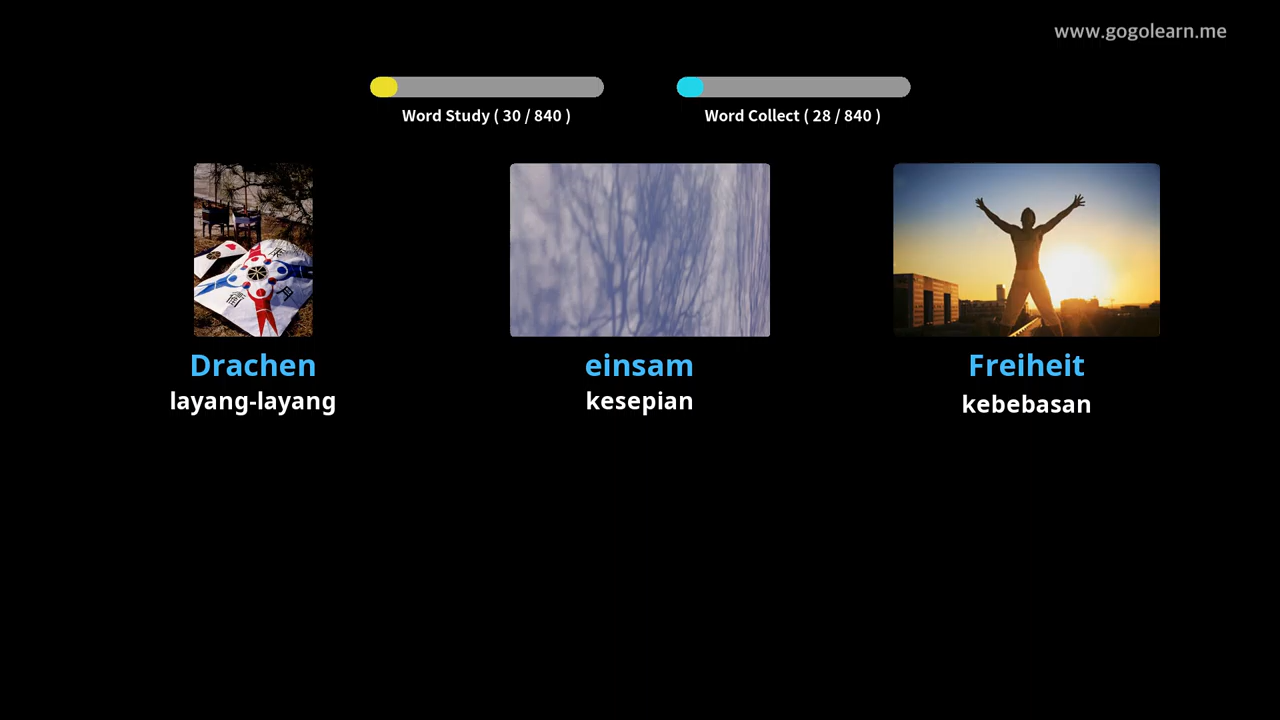 www.gogolearn.me
Word Study ( 30 / 840 )
Word Collect ( 28 / 840 )
Drachen
layang-layang
einsam
kesepian
Freiheit
kebebasan